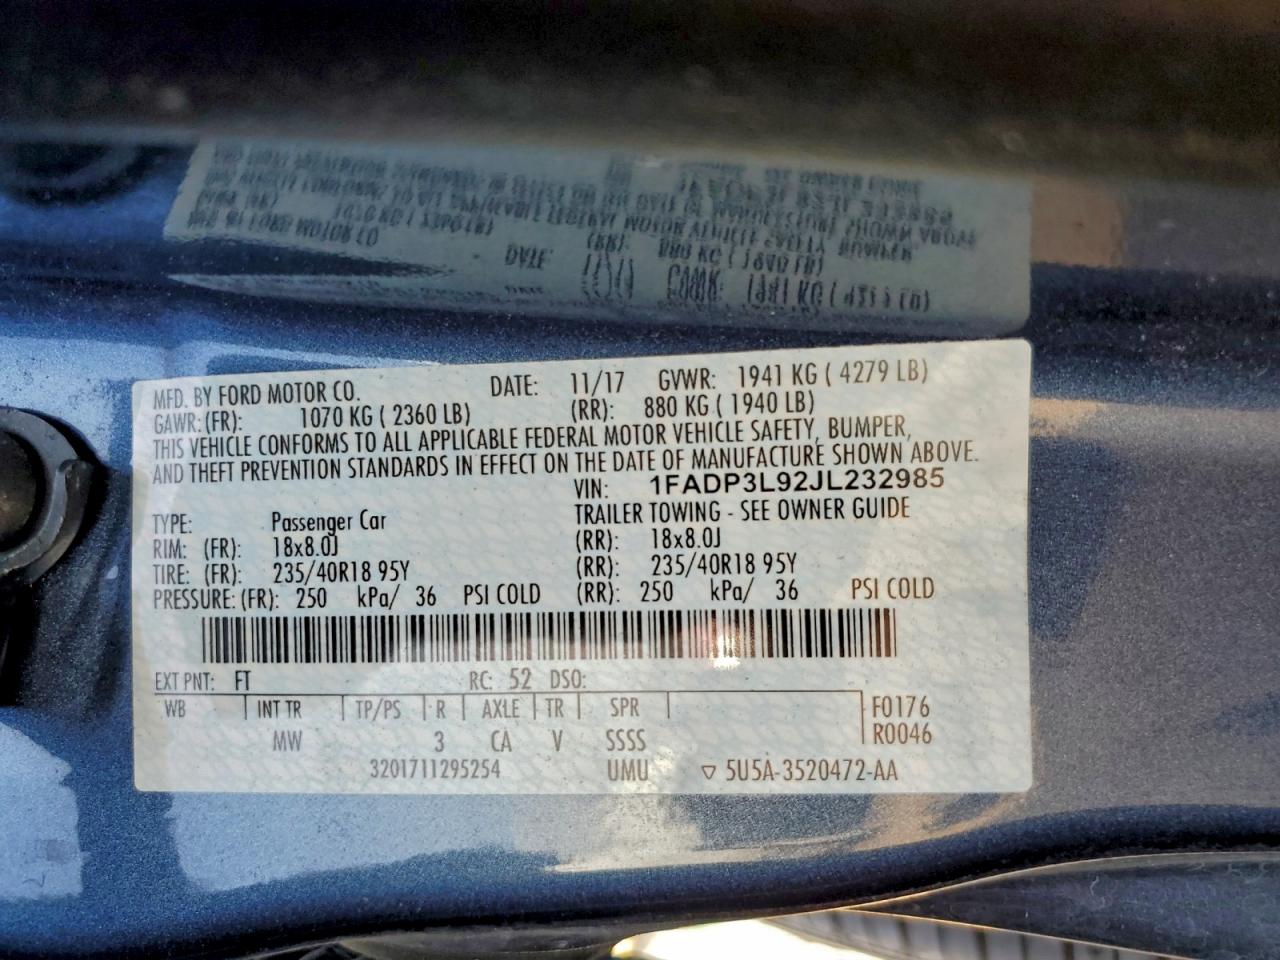 MFD. BY FORD MOTOR CO. DATE: 11/17 GVWR: 1941 KG ( 4279 LB)
GAWR: (FR): 1070 KG ( 2360 LB) (RR): 880 KG ( 1940 LB)
THIS VEHICLE CONFORMS TO ALL APPLICABLE FEDERAL MOTOR VEHICLE SAFETY, BUMPER,
AND THEFT PREVENTION STANDARDS IN EFFECT ON THE DATE OF MANUFACTURE SHOWN ABOVE.
VIN: 1FADP3L92JL232985
TYPE: Passenger Car TRAILER TOWING - SEE OWNER GUIDE
RIM: (FR): 18x8.0J (RR): 18x8.0J
TIRE: (FR): 235/40R18 95Y (RR): 235/40R18 95Y
PRESSURE: (FR): 250 kPa/ 36 PSI COLD (RR): 250 kPa/ 36 PSI COLD
EXT PNT: FT RC: 52 DSO:
WB INT TR TP/PS R AXLE TR SPR F0176
MW 3 CA V SSSS R0046
3201711295254 UMU ▽ 5U5A-3520472-AA